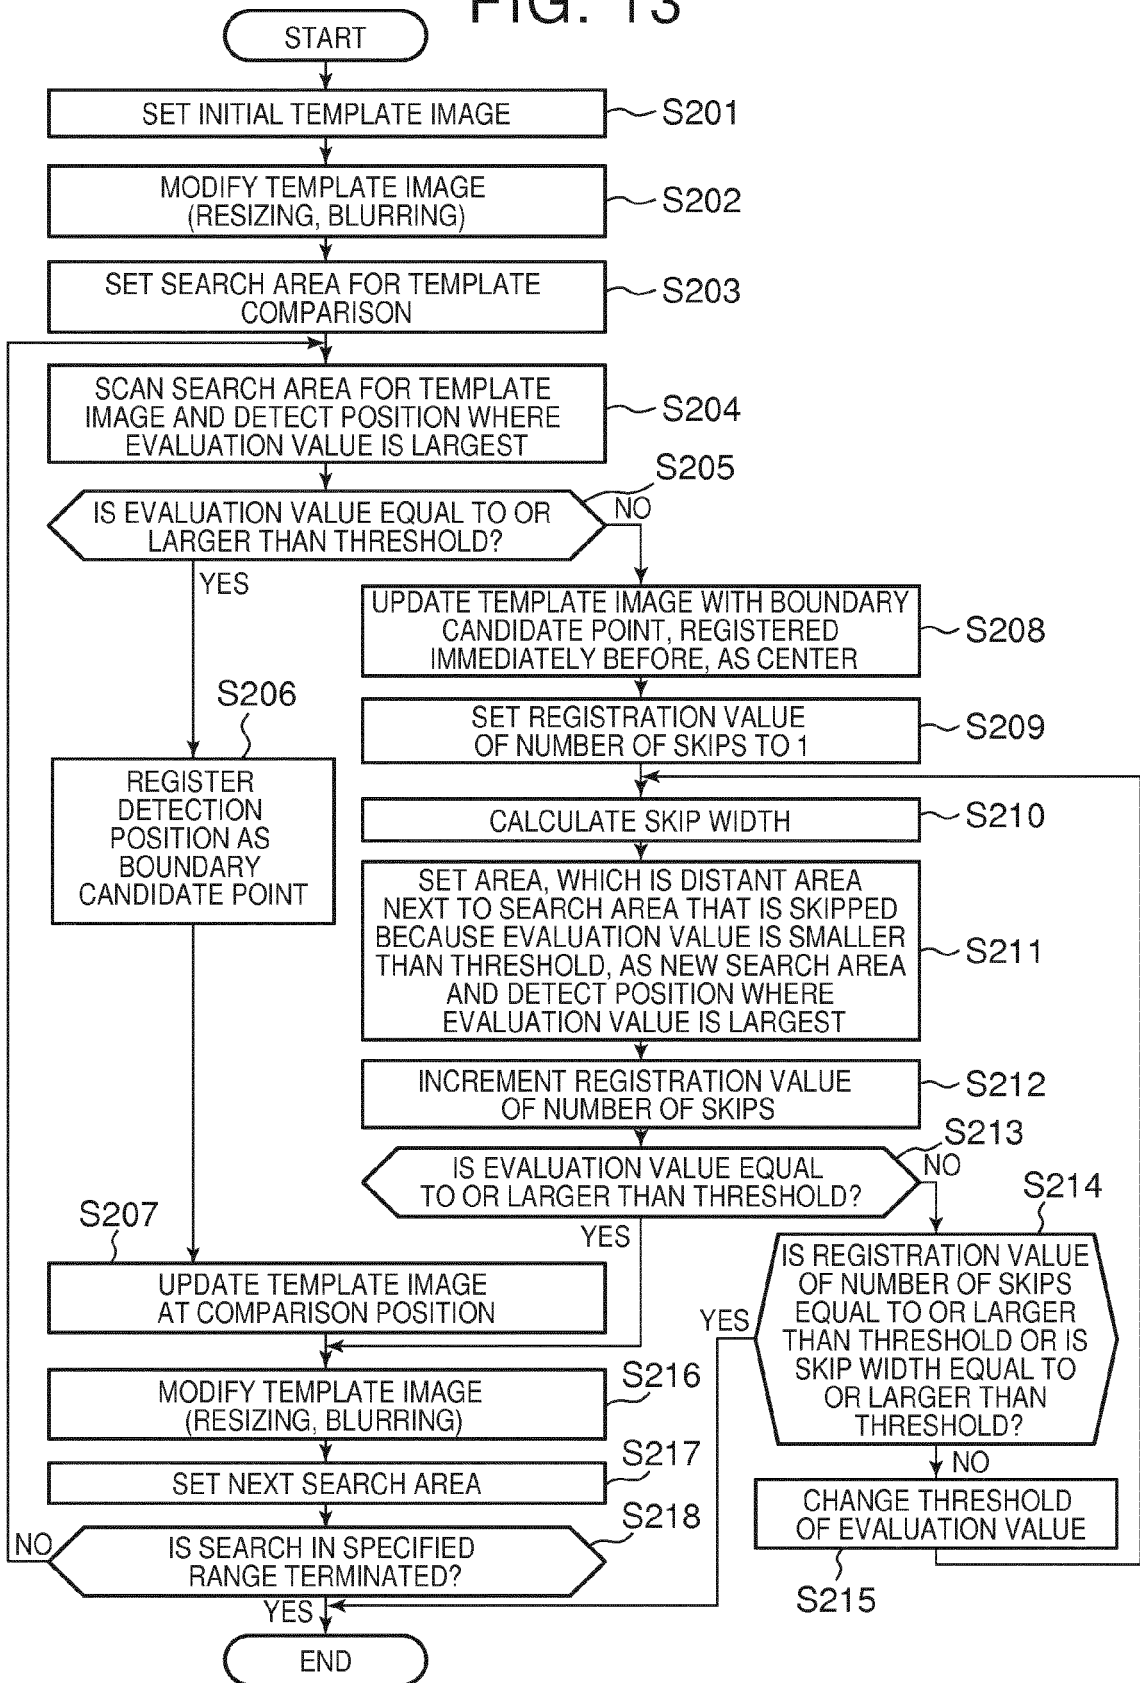 FIG. 13
START
SET INITIAL TEMPLATE IMAGE
S201
MODIFY TEMPLATE IMAGE
(RESIZING, BLURRING)
S202
SET SEARCH AREA FOR TEMPLATE
COMPARISON
S203
SCAN SEARCH AREA FOR TEMPLATE
IMAGE AND DETECT POSITION WHERE
EVALUATION VALUE IS LARGEST
S204
S205
IS EVALUATION VALUE EQUAL TO OR
LARGER THAN THRESHOLD?
NO
YES
UPDATE TEMPLATE IMAGE WITH BOUNDARY
CANDIDATE POINT, REGISTERED
IMMEDIATELY BEFORE, AS CENTER
S208
S206
SET REGISTRATION VALUE
OF NUMBER OF SKIPS TO 1
S209
REGISTER
DETECTION
POSITION AS
BOUNDARY
CANDIDATE POINT
CALCULATE SKIP WIDTH
S210
SET AREA, WHICH IS DISTANT AREA
NEXT TO SEARCH AREA THAT IS SKIPPED
BECAUSE EVALUATION VALUE IS SMALLER
THAN THRESHOLD, AS NEW SEARCH AREA
AND DETECT POSITION WHERE
EVALUATION VALUE IS LARGEST
S211
INCREMENT REGISTRATION VALUE
OF NUMBER OF SKIPS
S212
S213
IS EVALUATION VALUE EQUAL
TO OR LARGER THAN THRESHOLD?
NO
YES
S214
IS REGISTRATION VALUE
OF NUMBER OF SKIPS
EQUAL TO OR LARGER
THAN THRESHOLD OR IS
SKIP WIDTH EQUAL TO
OR LARGER THAN
THRESHOLD?
YES
NO
S207
UPDATE TEMPLATE IMAGE
AT COMPARISON POSITION
MODIFY TEMPLATE IMAGE
(RESIZING, BLURRING)
S216
SET NEXT SEARCH AREA
S217
CHANGE THRESHOLD
OF EVALUATION VALUE
S215
S218
NO
IS SEARCH IN SPECIFIED
RANGE TERMINATED?
YES
END